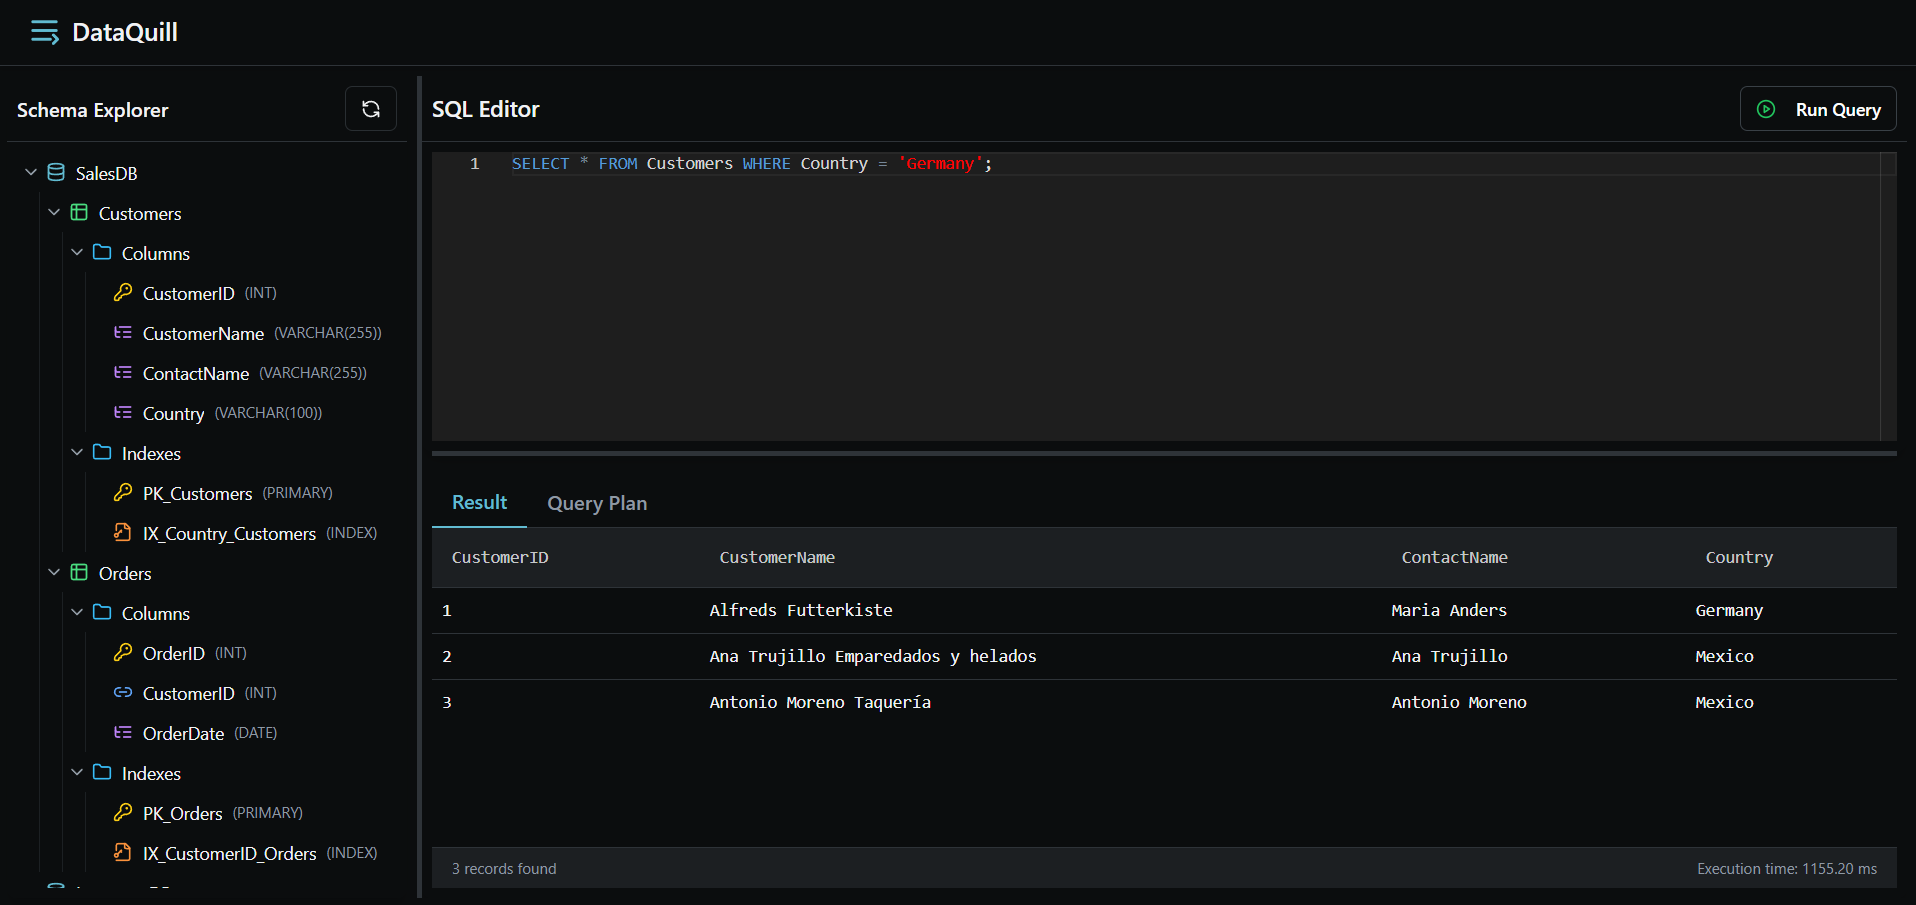 DataQuill
Schema Explorer
SalesDB
Customers
Columns
CustomerID (INT)
CustomerName (VARCHAR(255))
ContactName (VARCHAR(255))
Country (VARCHAR(100))
Indexes
PK_Customers (PRIMARY)
IX_Country_Customers (INDEX)
Orders
Columns
OrderID (INT)
CustomerID (INT)
OrderDate (DATE)
Indexes
PK_Orders (PRIMARY)
IX_CustomerID_Orders (INDEX)
SQL Editor
Run Query
1 SELECT * FROM Customers WHERE Country = 'Germany';
Result Query Plan
CustomerID CustomerName ContactName Country
1 Alfreds Futterkiste Maria Anders Germany
2 Ana Trujillo Emparedados y helados Ana Trujillo Mexico
3 Antonio Moreno Taquería Antonio Moreno Mexico
3 records found Execution time: 1155.20 ms